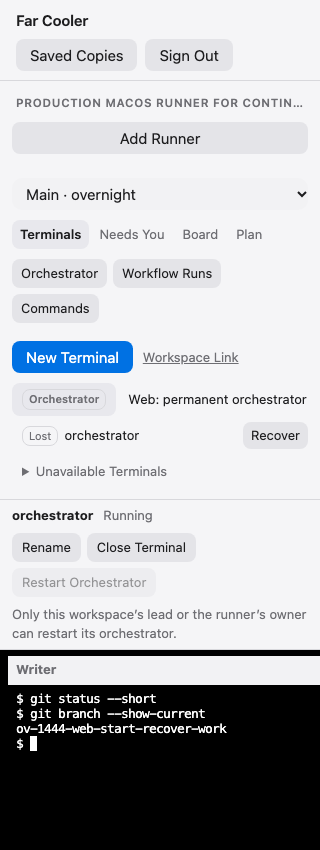 Far Cooler
Saved Copies Sign Out
PRODUCTION MACOS RUNNER FOR CONTIN...
Add Runner
Main · overnight
Terminals Needs You Board Plan
Orchestrator Workflow Runs
Commands
New Terminal Workspace Link
Orchestrator Web: permanent orchestrator
Lost orchestrator Recover
Unavailable Terminals
orchestrator Running
Rename Close Terminal
Restart Orchestrator
Only this workspace's lead or the runner's owner
can restart its orchestrator.
Writer
$ git status --short
$ git branch --show-current
ov-1444-web-start-recover-work
$